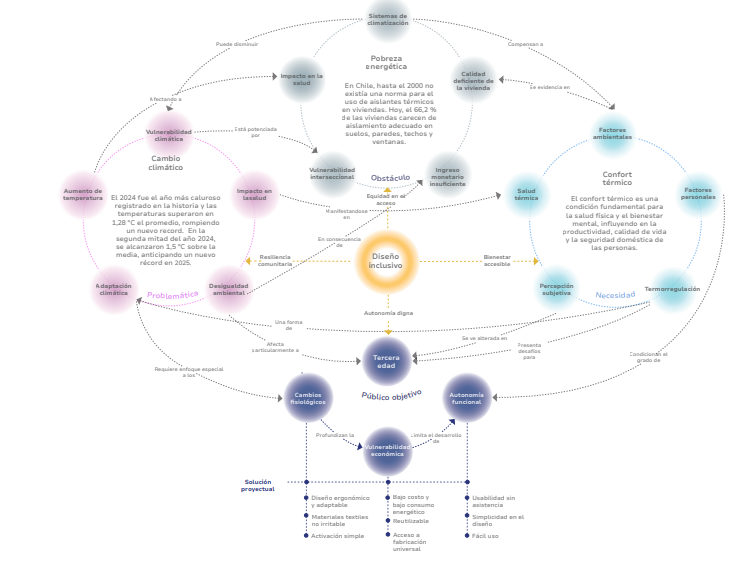 Sistemas de
climatización
Puede disminuir
Compensan a
Pobreza
energética
Impacto en la
salud
Calidad
deficiente de
la vivienda
Se evidencia en
En Chile, hasta el 2000 no
existía una norma para el
uso de aislantes térmicos
en viviendas. Hoy, el 66,2 %
de las viviendas carecen de
aislamiento adecuado en
suelos, paredes, techos y
ventanas.
Afectando a
Vulnerabilidad
climática
Está potenciada
por
Factores
ambientales
Cambio
climático
Vulnerabilidad
interseccional
Obstáculo
Ingreso
monetario
insuficiente
Confort
térmico
Aumento de
temperatura
Impacto en
lasalud
El 2024 fue el año más caluroso
registrado en la historia y las
temperaturas superaron en
1,28 °C el promedio, rompiendo
un nuevo record. En la
segunda mitad del año 2024,
se alcanzaron 1,5 °C sobre la
media, anticipando un nuevo
récord en 2025.
Equidad en el
acceso
Manifestandose
en
Salud
térmica
Factores
personales
El confort térmico es una
condición fundamental para
la salud física y el bienestar
mental, influyendo en la
productividad, calidad de vida
y la seguridad doméstica de
las personas.
En consecuencia
de
Resiliencia
comunitaria
Diseño
inclusivo
Bienestar
accesible
Adaptación
climática
Problemática
Desigualdad
ambiental
Percepción
subjetiva
Necesidad
Termorregulación
Autonomía digna
Una forma
de
Se ve alterada en
Afecta
particularmente a
Presenta
desafíos
para
Condicionan el
grado de
Tercera
edad
Requiere enfoque especial
a los
Cambios
fisiológicos
Público objetivo
Autonomía
funcional
Profundizan la
Limita el desarrollo
de
Vulnerabilidad
económica
Solución
proyectual
Diseño ergonómico
y adaptable
Materiales textiles
no irritable
Activación simple
Bajo costo y
bajo consumo
energético
Reutilizable
Acceso a
fabricación
universal
Usabilidad sin
asistencia
Simplicidad en el
diseño
Fácil uso